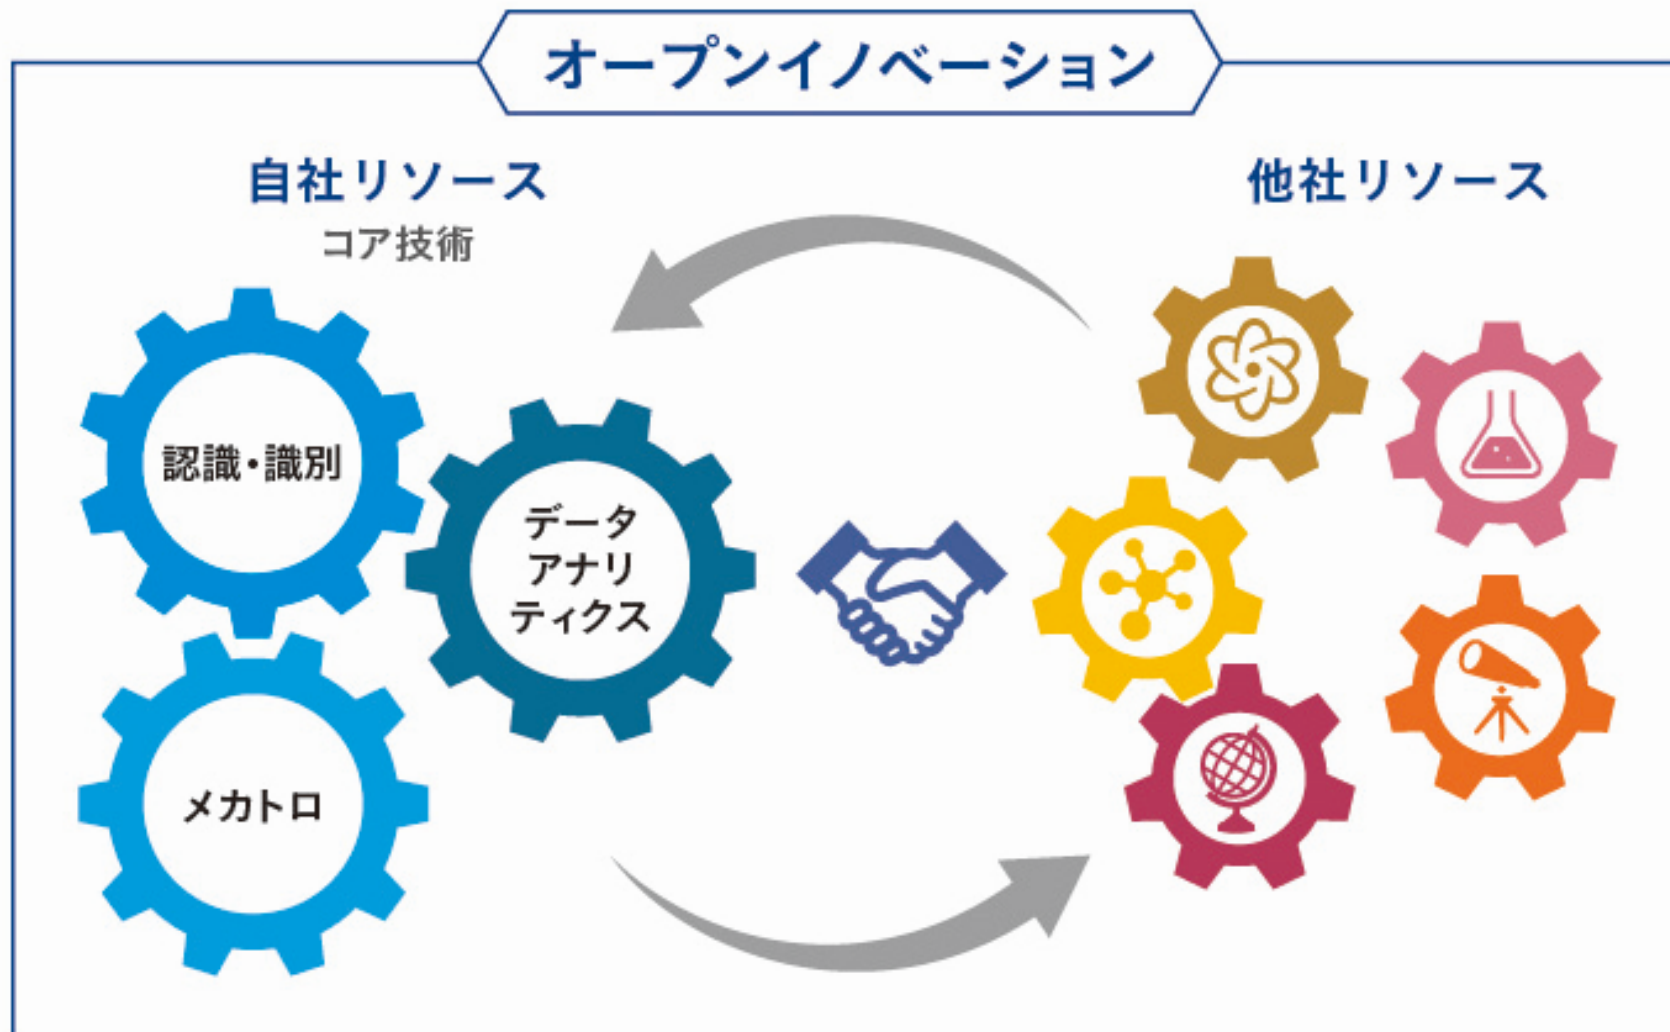 オープンイノベーション
自社リソース
コア技術
認識・識別
データ
アナリ
ティクス
メカトロ
他社リソース